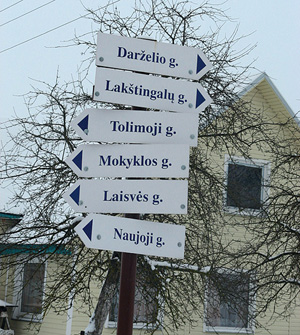 Darželio g.
Lakštingalų g.
Tolimoji g.
Mokyklos g.
Laisvės g.
Naujoji g.